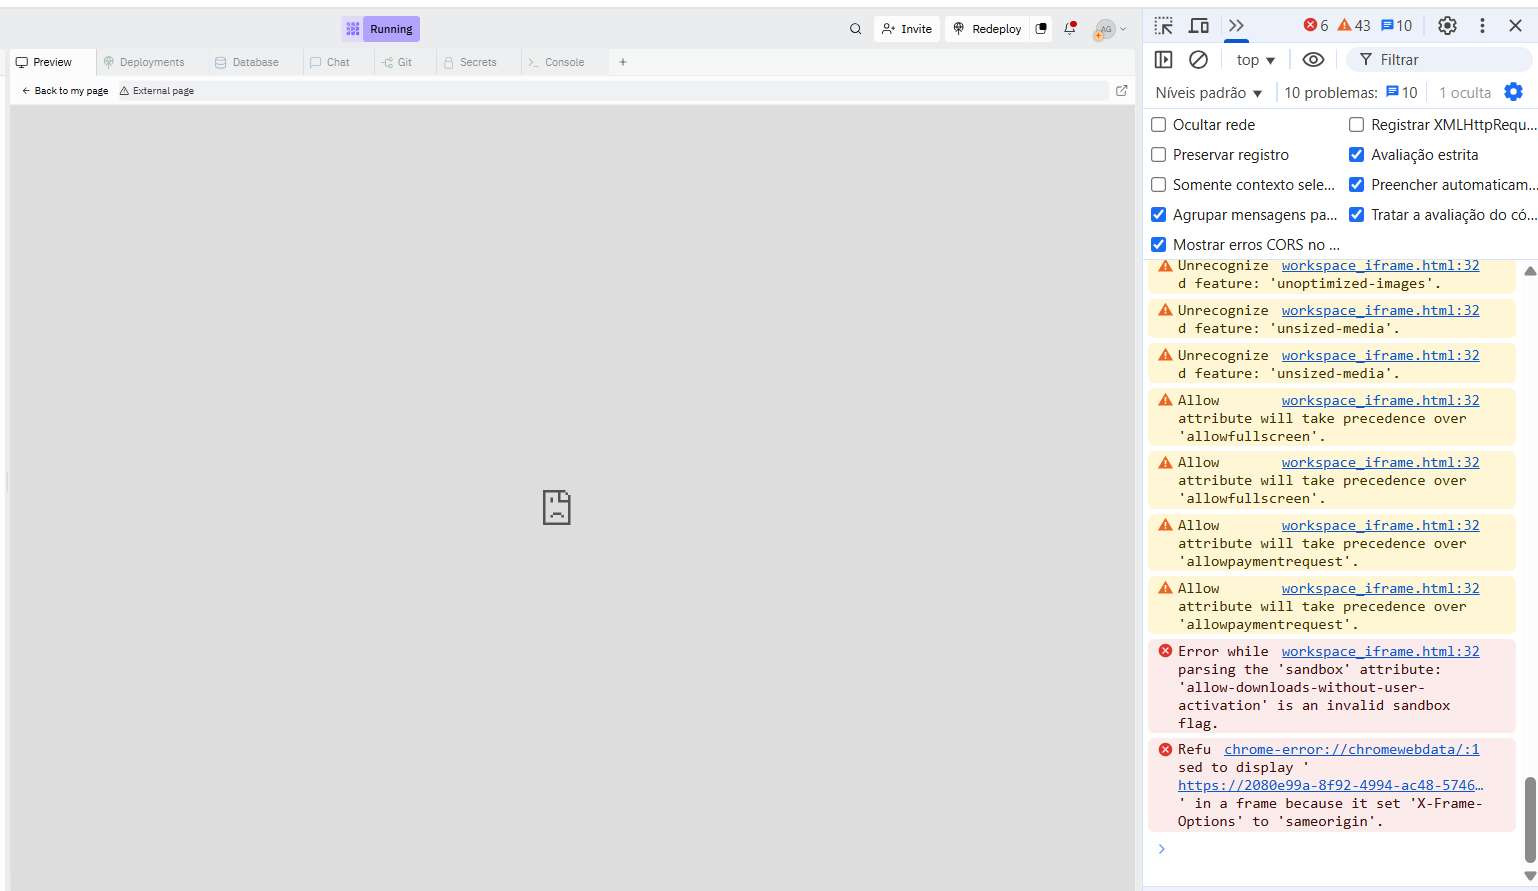 Running
Invite
Redeploy
AG
6
43
10
Preview
Deployments
Database
Chat
Git
Secrets
Console
+
← Back to my page
External page
top ▼
Filtrar
Níveis padrão ▼
10 problemas: 10
1 oculta
Ocultar rede
Registrar XMLHttpRequ...
Preservar registro
Avaliação estrita
Somente contexto sele...
Preencher automaticam...
Agrupar mensagens pa...
Tratar a avaliação do có...
Mostrar erros CORS no ...
Unrecognize workspace_iframe.html:32
d feature: 'unoptimized-images'.
Unrecognize workspace_iframe.html:32
d feature: 'unsized-media'.
Unrecognize workspace_iframe.html:32
d feature: 'unsized-media'.
Allow workspace_iframe.html:32
attribute will take precedence over
'allowfullscreen'.
Allow workspace_iframe.html:32
attribute will take precedence over
'allowfullscreen'.
Allow workspace_iframe.html:32
attribute will take precedence over
'allowpaymentrequest'.
Allow workspace_iframe.html:32
attribute will take precedence over
'allowpaymentrequest'.
Error while workspace_iframe.html:32
parsing the 'sandbox' attribute:
'allow-downloads-without-user-
activation' is an invalid sandbox
flag.
Refu chrome-error://chromewebdata/:1
sed to display '
https://2080e99a-8f92-4994-ac48-5746…
' in a frame because it set 'X-Frame-
Options' to 'sameorigin'.